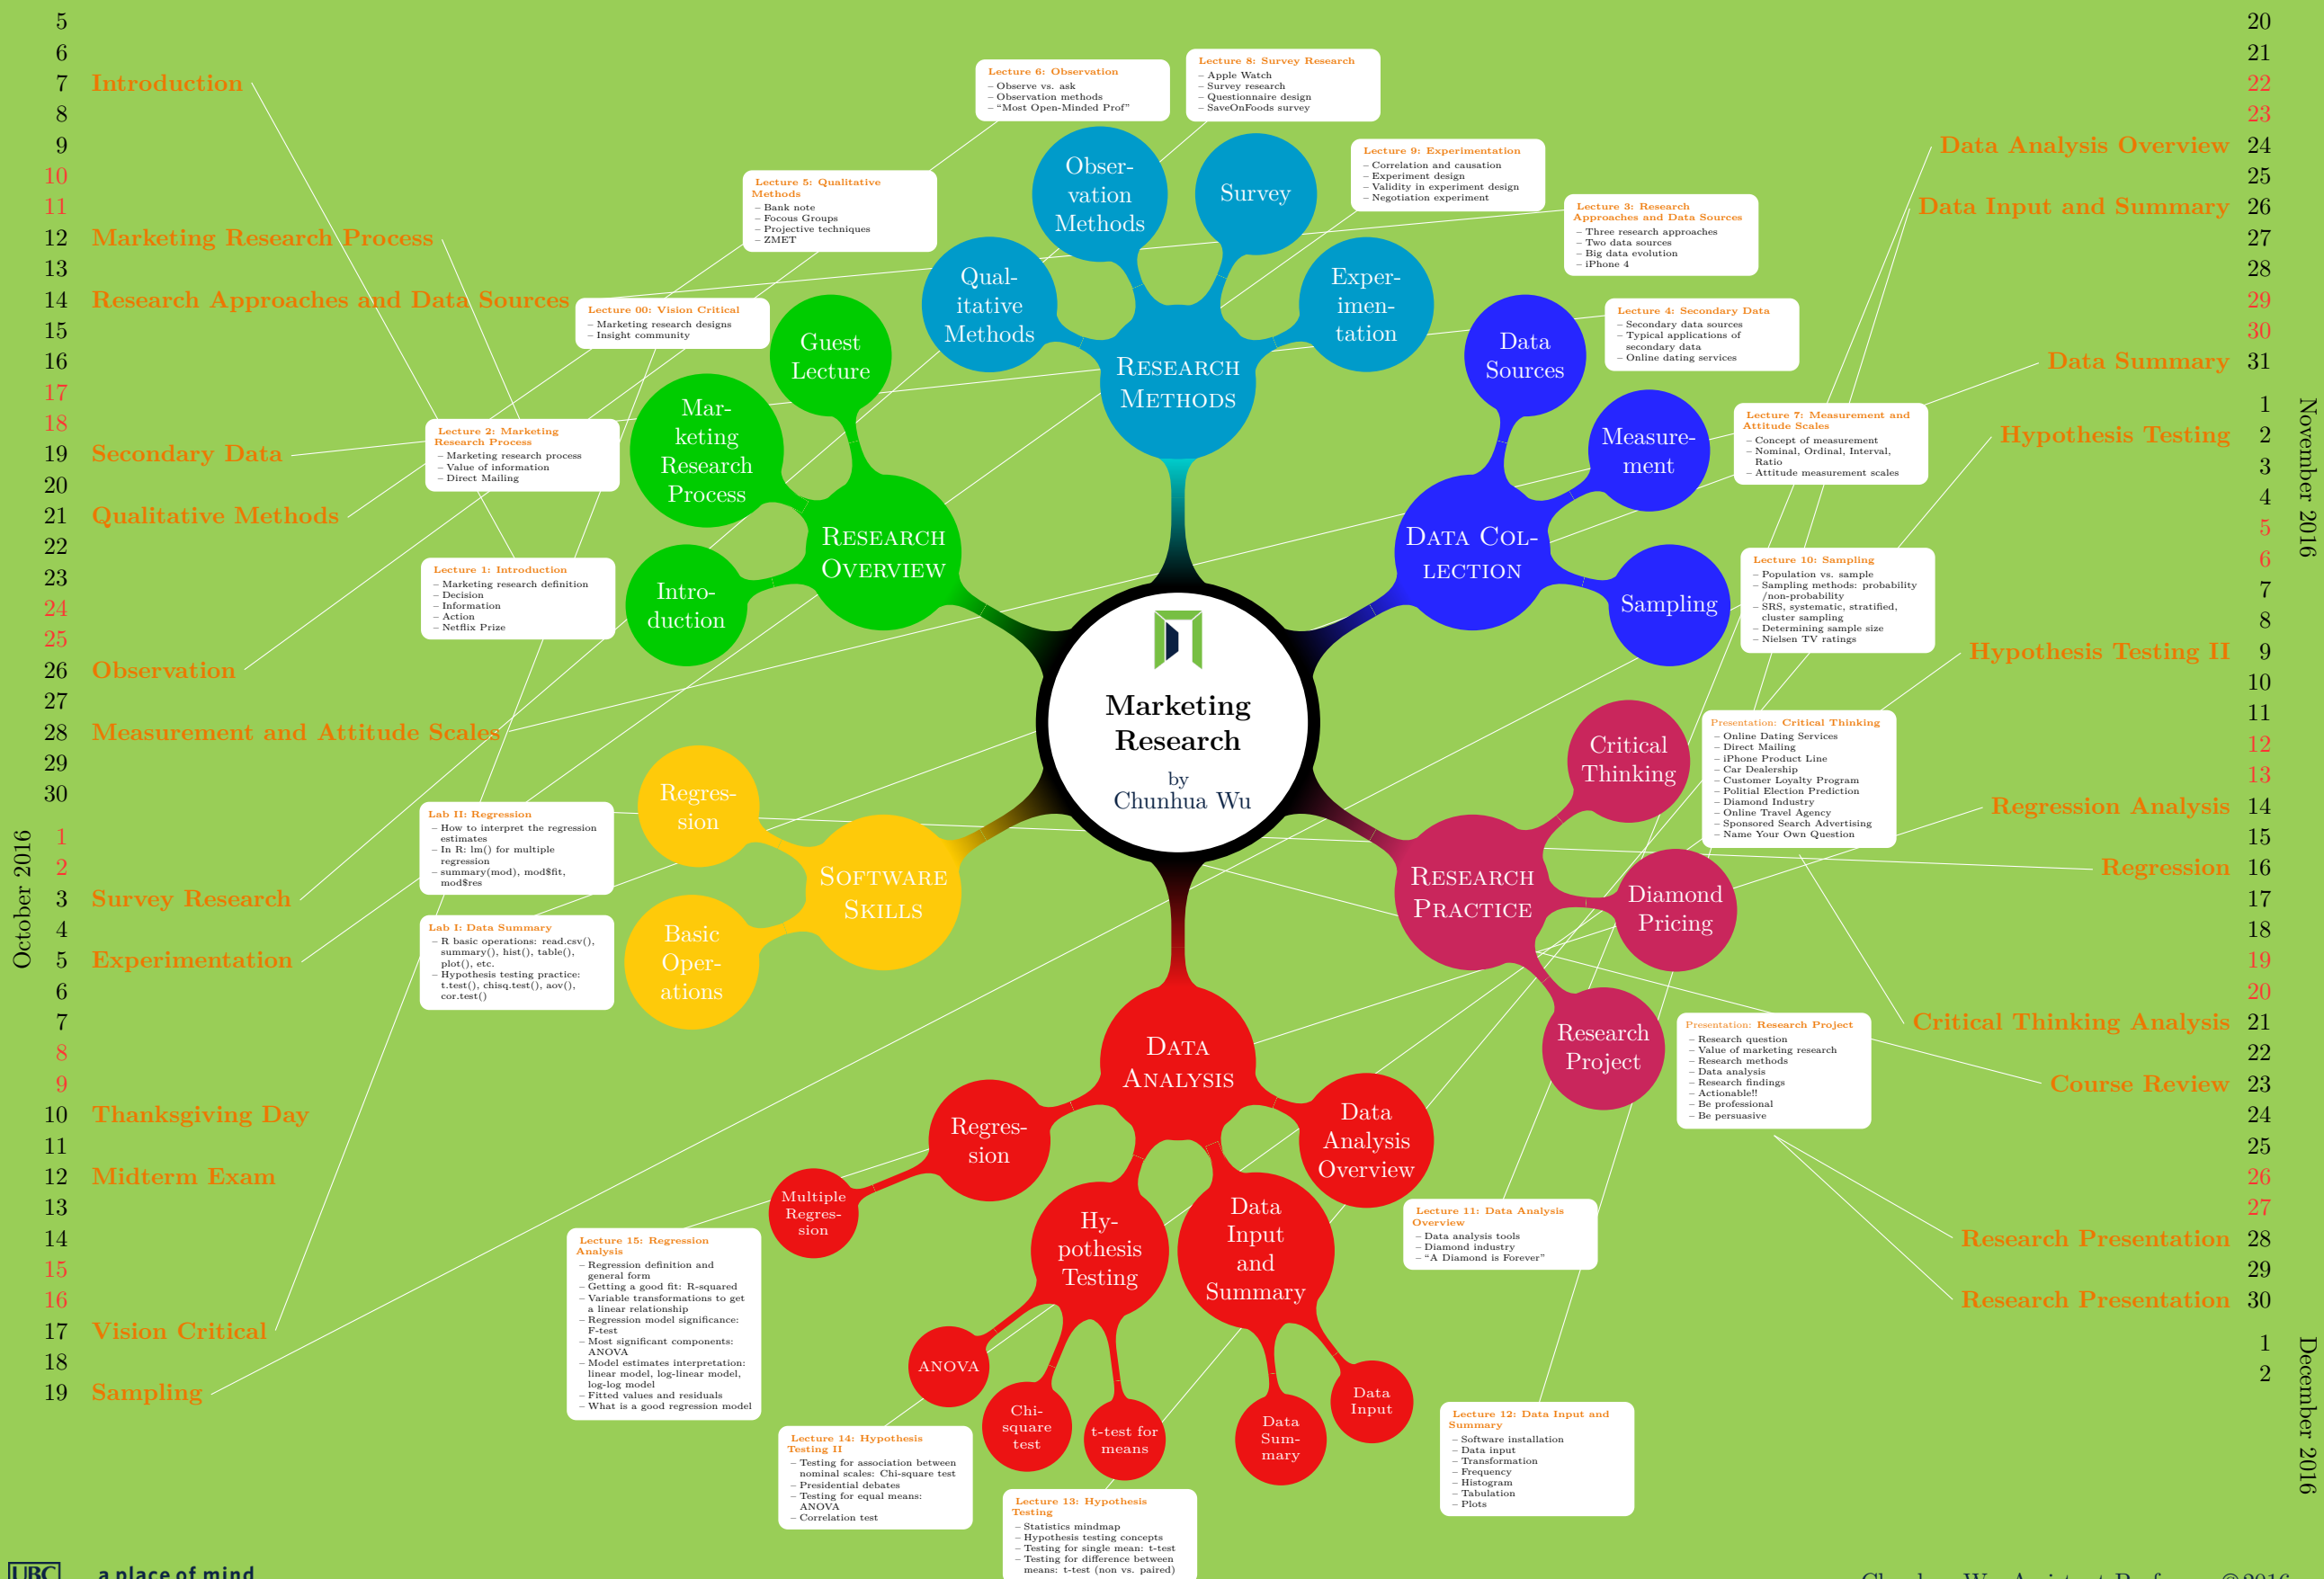 5
6
7 Introduction
8
9
10
11
12 Marketing Research Process
13
14 Research Approaches and Data Sources
15
16
17
18
19 Secondary Data
20
21 Qualitative Methods
22
23
24
25
26 Observation
27
28 Measurement and Attitude Scales
29
30
October 2016
1
2
3 Survey Research
4
5 Experimentation
6
7
8
9
10 Thanksgiving Day
11
12 Midterm Exam
13
14
15
16
17 Vision Critical
18
19 Sampling
Lecture 6: Observation
– Observe vs. ask
– Observation methods
– “Most Open-Minded Prof”
Lecture 8: Survey Research
– Apple Watch
– Survey research
– Questionnaire design
– SaveOnFoods survey
Lecture 9: Experimentation
– Correlation and causation
– Experiment design
– Validity in experiment design
– Negotiation experiment
Lecture 5: Qualitative
Methods
– Bank note
– Focous Groups
– Projective techniques
– ZMET
Lecture 3: Research
Approaches and Data Sources
– Three research approaches
– Two data sources
– Big data evolution
– iPhone 4
Lecture 00: Vision Critical
– Marketing research designs
– Insight community
Lecture 4: Secondary Data
– Secondary data sources
– Typical applications of
secondary data
– Online dating services
Lecture 2: Marketing
Research Process
– Marketing research process
– Value of information
– Direct Mailing
Lecture 7: Measurement and
Attitude Scales
– Concept of measurement
– Nominal, Ordinal, Interval,
Ratio
– Attitude measurement scales
Lecture 1: Introduction
– Marketing research definition
– Decision
– Information
– Action
– Netflix Prize
Lecture 10: Sampling
– Population vs. sample
– Sampling methods: probability
/non-probability
– SRS, systematic, stratified,
cluster sampling
– Determining sample size
– Nielsen TV ratings
Obser-
vation
Methods
Survey
Qual-
itative
Methods
Exper-
imen-
tation
RESEARCH
METHODS
Guest
Lecture
Mar-
keting
Research
Process
Intro-
duction
RESEARCH
OVERVIEW
Data
Sources
Measure-
ment
Sampling
DATA COL-
LECTION
Marketing
Research
by
Chunhua Wu
Regres-
sion
Basic
Oper-
ations
SOFTWARE
SKILLS
Critical
Thinking
Diamond
Pricing
Research
Project
RESEARCH
PRACTICE
Lab II: Regression
– How to interpret the regression
estimates
– In R: lm() for multiple
regression
– summary(mod), mod$fit,
mod$res
Lab I: Data Summary
– R basic operations: read.csv(),
summary(), hist(), table(),
plot(), etc.
– Hypothesis testing practice:
t.test(), chisq.test(), aov(),
cor.test()
Presentation: Critical Thinking
– Online Dating Services
– Direct Mailing
– iPhone Product Line
– Car Dealership
– Customer Loyalty Program
– Politial Election Prediction
– Diamond Industry
– Online Travel Agency
– Sponsored Search Advertising
– Name Your Own Question
Presentation: Research Project
– Research question
– Value of marketing research
– Research methods
– Data analysis
– Research findings
– Actionable!!
– Be professional
– Be persuasive
DATA
ANALYSIS
Regres-
sion
Multiple
Regres-
sion
Hy-
pothesis
Testing
ANOVA
Chi-
square
test
t-test for
means
Data
Input
and
Summary
Data
Sum-
mary
Data
Input
Data
Analysis
Overview
Lecture 11: Data Analysis
Overview
– Data analysis tools
– Diamond industry
– “A Diamond is Forever”
Lecture 15: Regression
Analysis
– Regression definition and
general form
– Getting a good fit: R-squared
– Variable transformations to get
a linear relationship
– Regression model significance:
F-test
– Most significant components:
ANOVA
– Model estimates interpretation:
linear model, log-linear model,
log-log model
– Fitted values and residuals
– What is a good regression model
Lecture 14: Hypothesis
Testing II
– Testing for association between
nominal scales: Chi-square test
– Presidential debates
– Testing for equal means:
ANOVA
– Correlation test
Lecture 13: Hypothesis
Testing
– Statistics mindmap
– Hypothesis testing concepts
– Testing for single mean: t-test
– Testing for difference between
means: t-test (non vs. paired)
Lecture 12: Data Input and
Summary
– Software installation
– Data input
– Transformation
– Frequency
– Histogram
– Tabulation
– Plots
20
21
22
23
Data Analysis Overview 24
25
Data Input and Summary 26
27
28
29
30
Data Summary 31
November 2016
1
Hypothesis Testing 2
3
4
5
6
7
8
Hypothesis Testing II 9
10
11
12
13
Regression Analysis 14
15
Regression 16
17
18
19
20
Critical Thinking Analysis 21
22
Course Review 23
24
25
26
27
Research Presentation 28
29
Research Presentation 30
December 2016
1
2
UBC
a place of mind